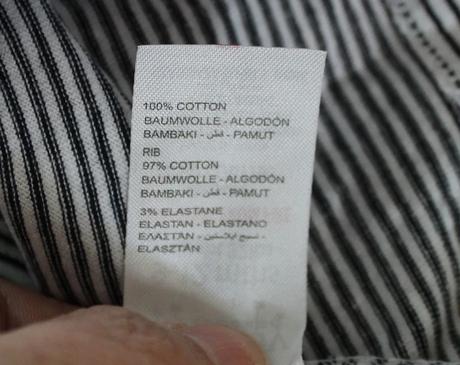 100% COTTON
BAUMWOLLE - ALGODÓN
BAMBAKI - قطن - PAMUT
RIB
97% COTTON
BAUMWOLLE - ALGODÓN
BAMBAKI - قطن - PAMUT
3% ELASTANE
ELASTAN - ELASTANO
ΕΛΑΣΤΑΝ - نسيج ايلاستين -
ELASZTÁN